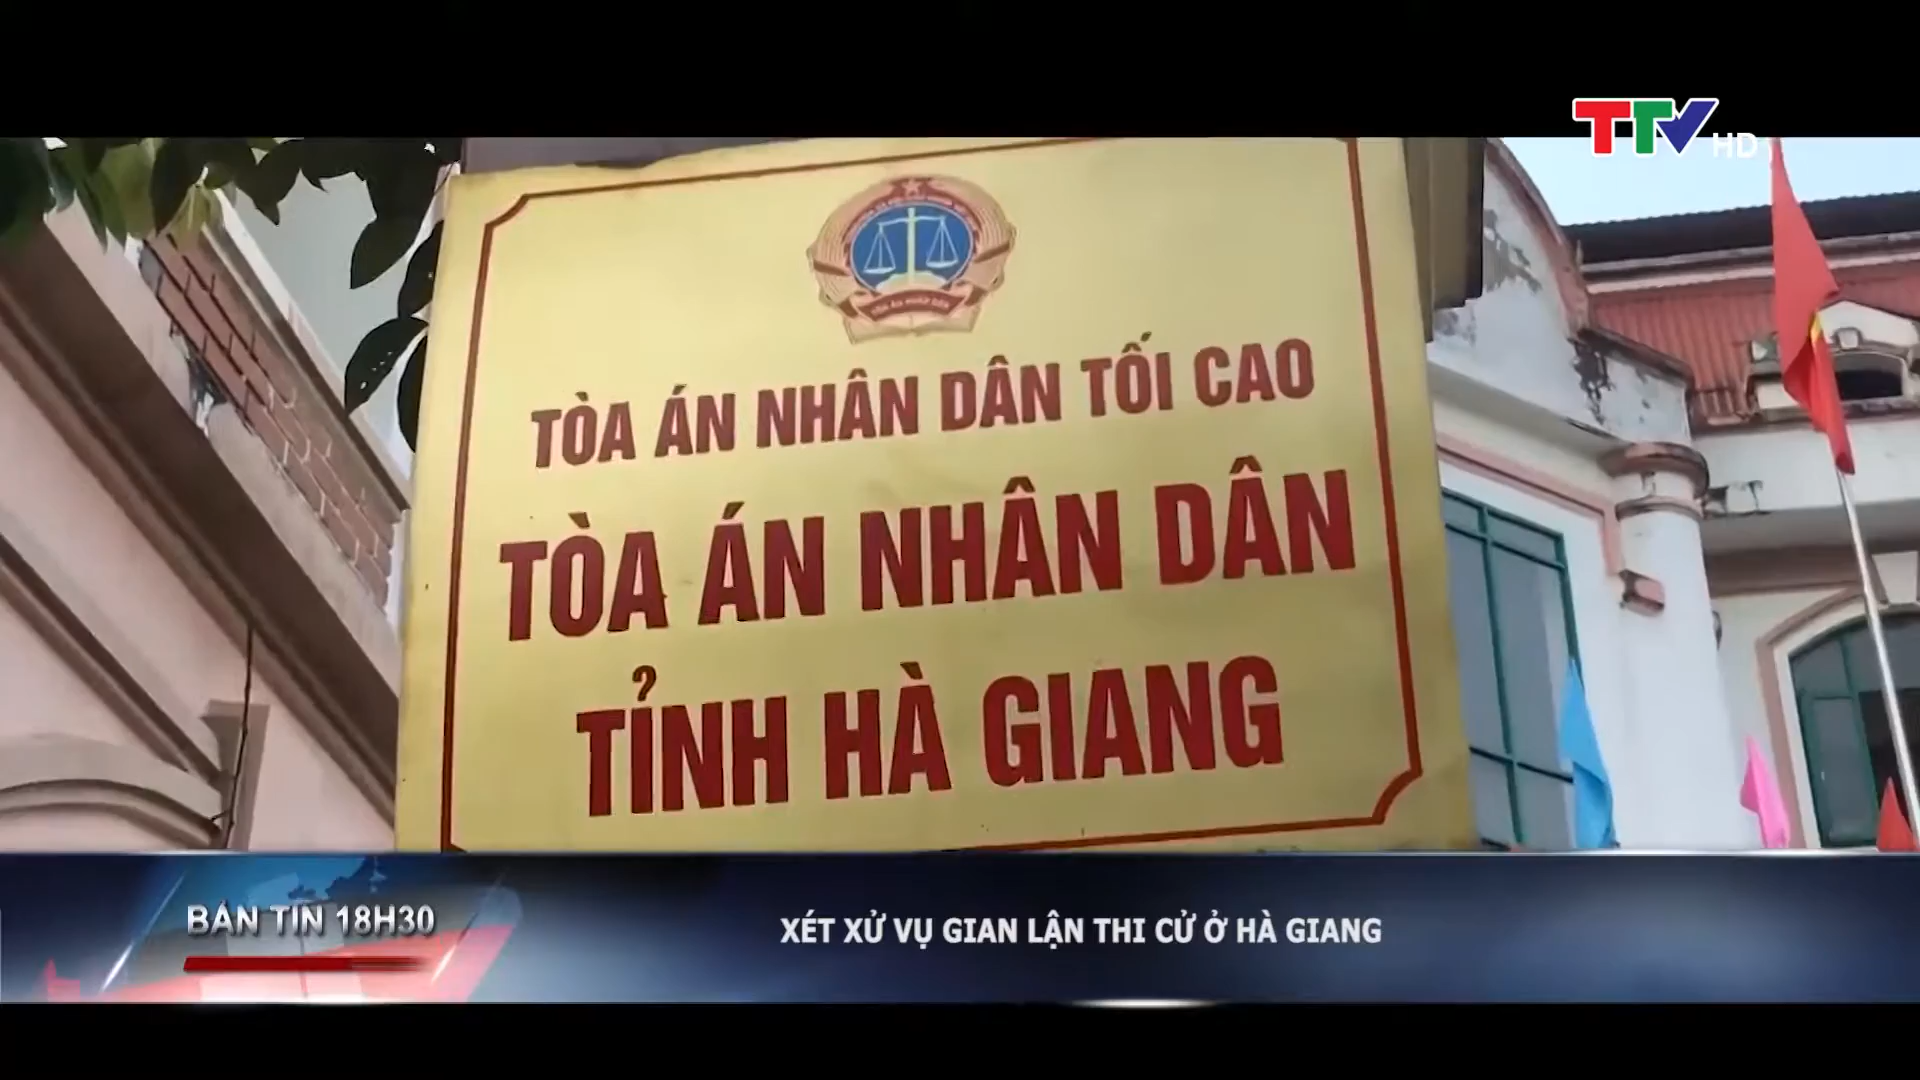 TTV HD
TÒA ÁN NHÂN DÂN TỐI CAO
TÒA ÁN NHÂN DÂN
TỈNH HÀ GIANG
BẢN TIN 18H30
XÉT XỬ VỤ GIAN LẬN THI CỬ Ở HÀ GIANG